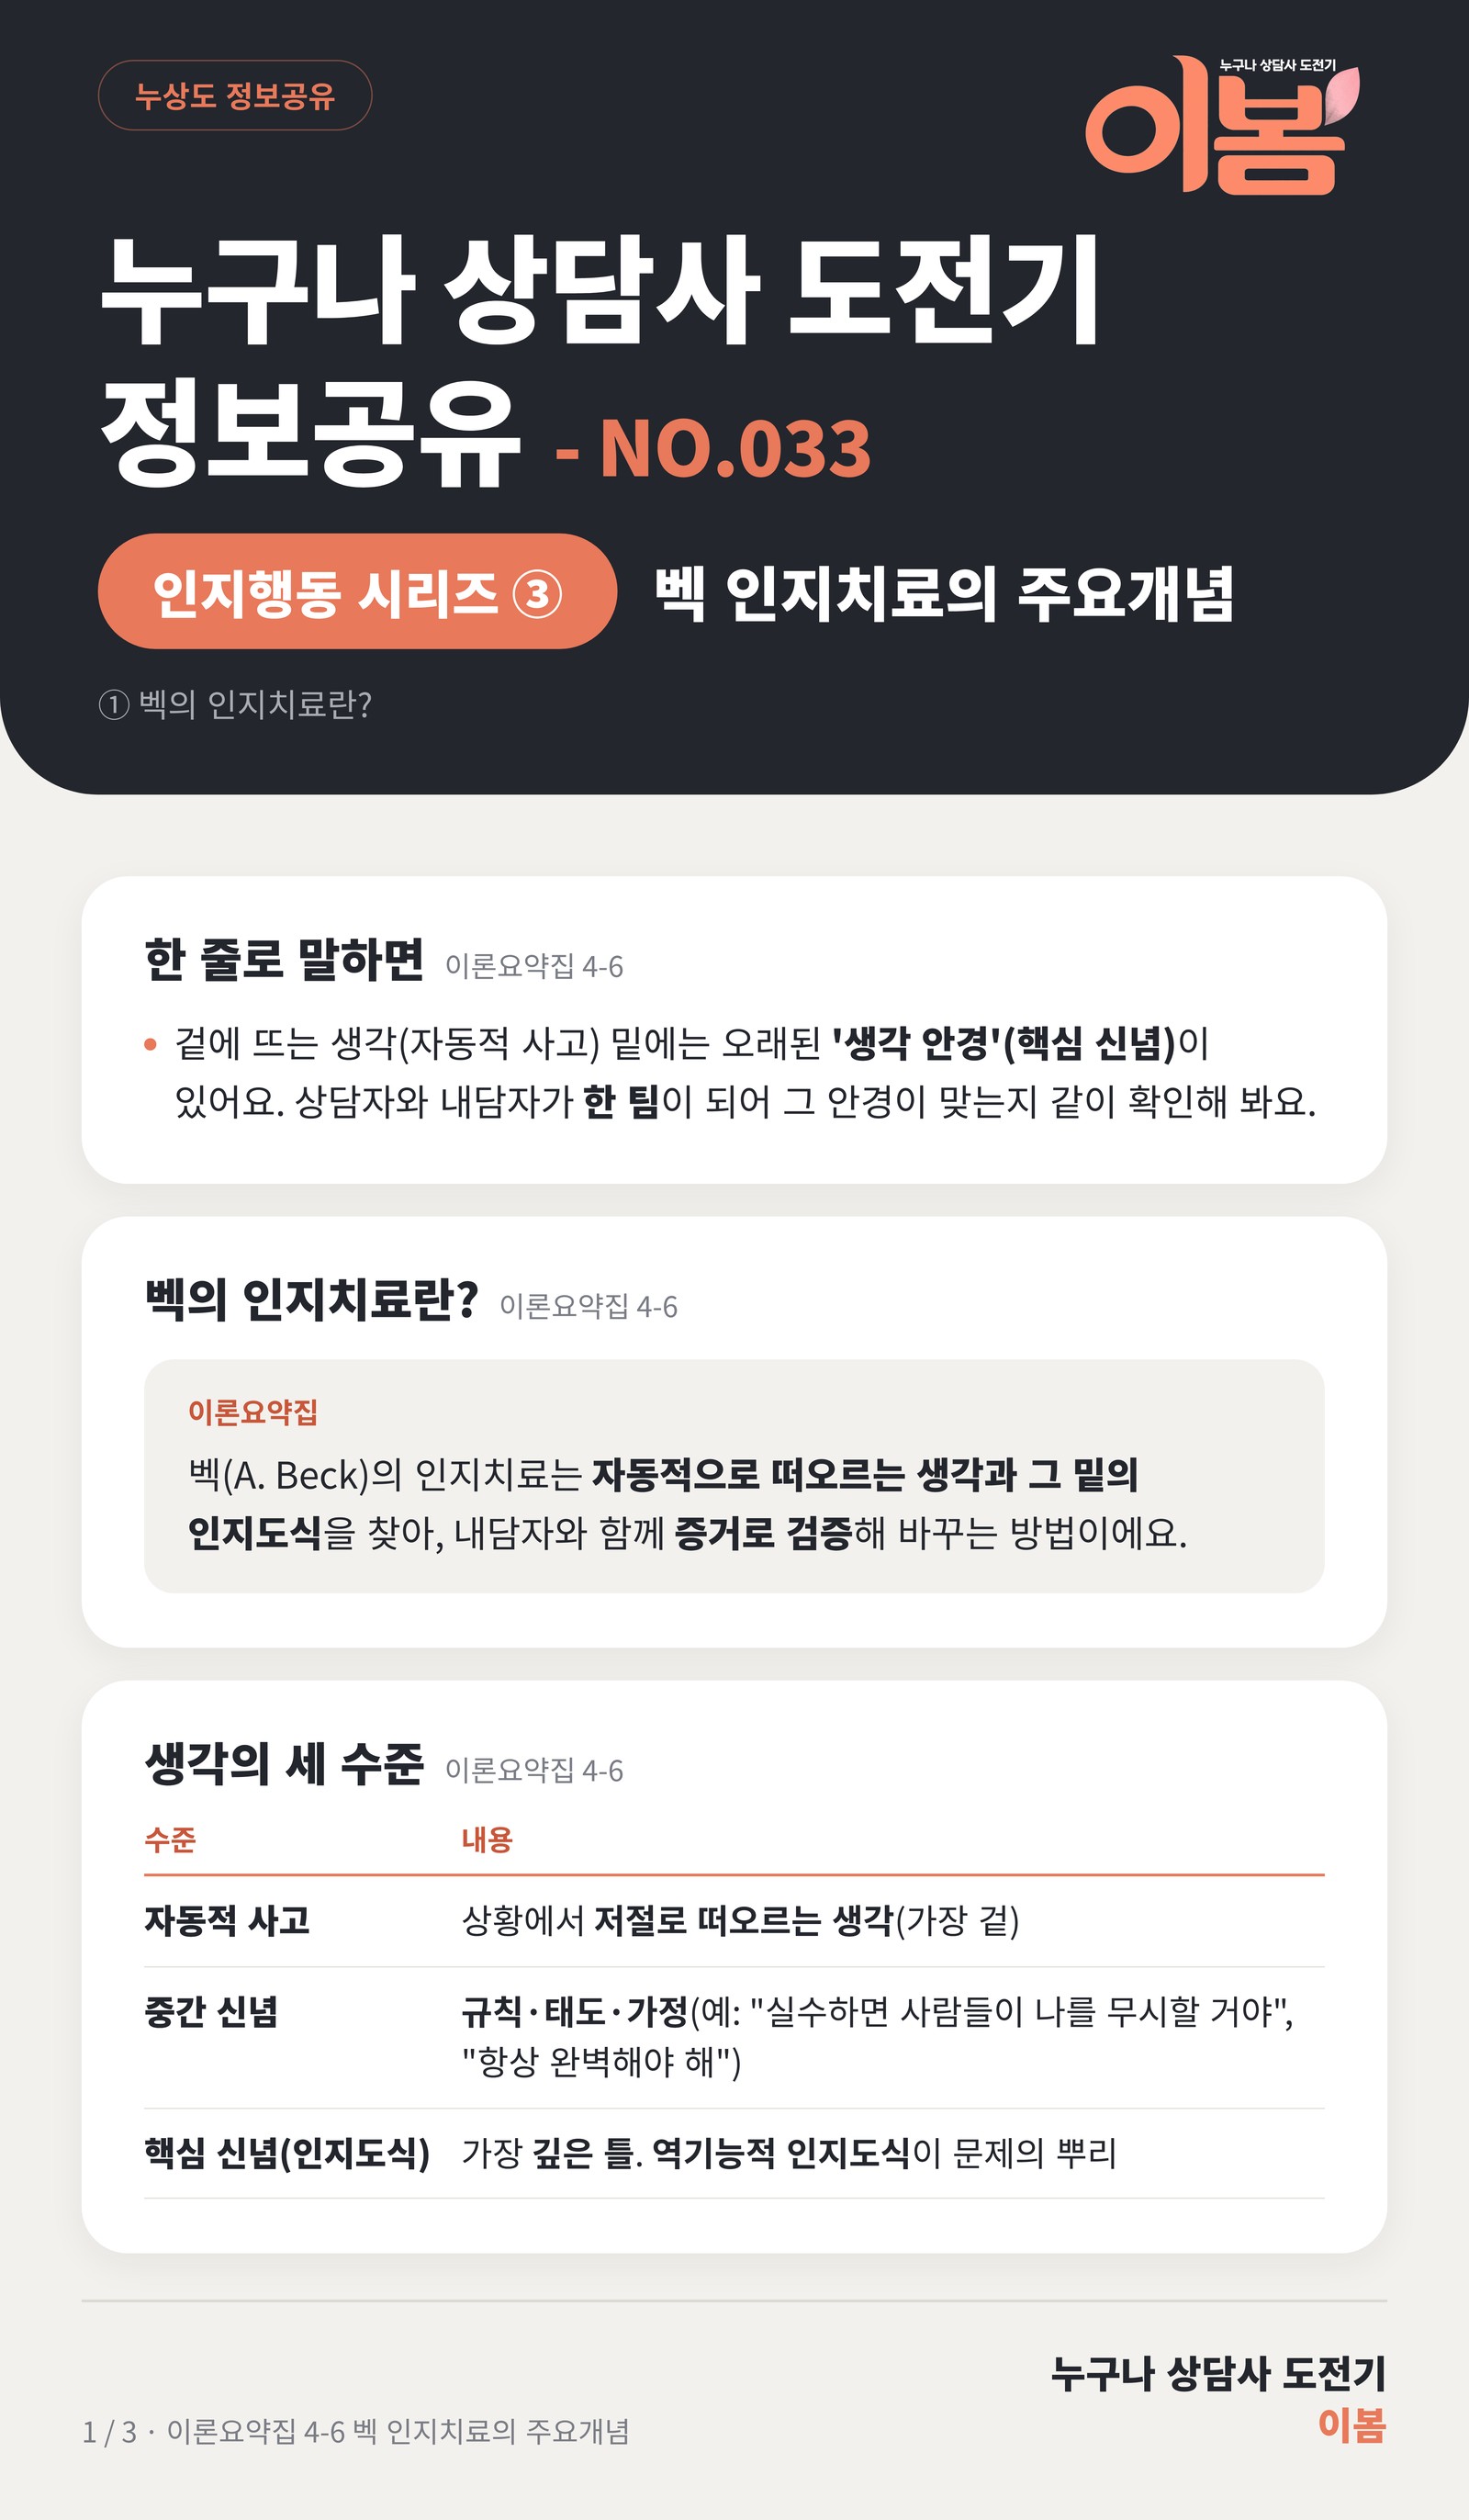 누상도 정보공유
누구나 상담사 도전기
이봄
누구나 상담사 도전기
정보공유 - NO.033
인지행동 시리즈 ③ 벡 인지치료의 주요개념
① 벡의 인지치료란?
한 줄로 말하면 이론요약집 4-6
• 겉에 뜨는 생각(자동적 사고) 밑에는 오래된 '생각 안경'(핵심 신념)이
있어요. 상담자와 내담자가 한 팀이 되어 그 안경이 맞는지 같이 확인해 봐요.
벡의 인지치료란? 이론요약집 4-6
이론요약집
벡(A. Beck)의 인지치료는 자동적으로 떠오르는 생각과 그 밑의
인지도식을 찾아, 내담자와 함께 증거로 검증해 바꾸는 방법이에요.
생각의 세 수준 이론요약집 4-6
수준 내용
자동적 사고 상황에서 저절로 떠오르는 생각(가장 겉)
중간 신념 규칙·태도·가정(예: "실수하면 사람들이 나를 무시할 거야",
"항상 완벽해야 해")
핵심 신념(인지도식) 가장 깊은 틀. 역기능적 인지도식이 문제의 뿌리
누구나 상담사 도전기
1 / 3 · 이론요약집 4-6 벡 인지치료의 주요개념
이봄